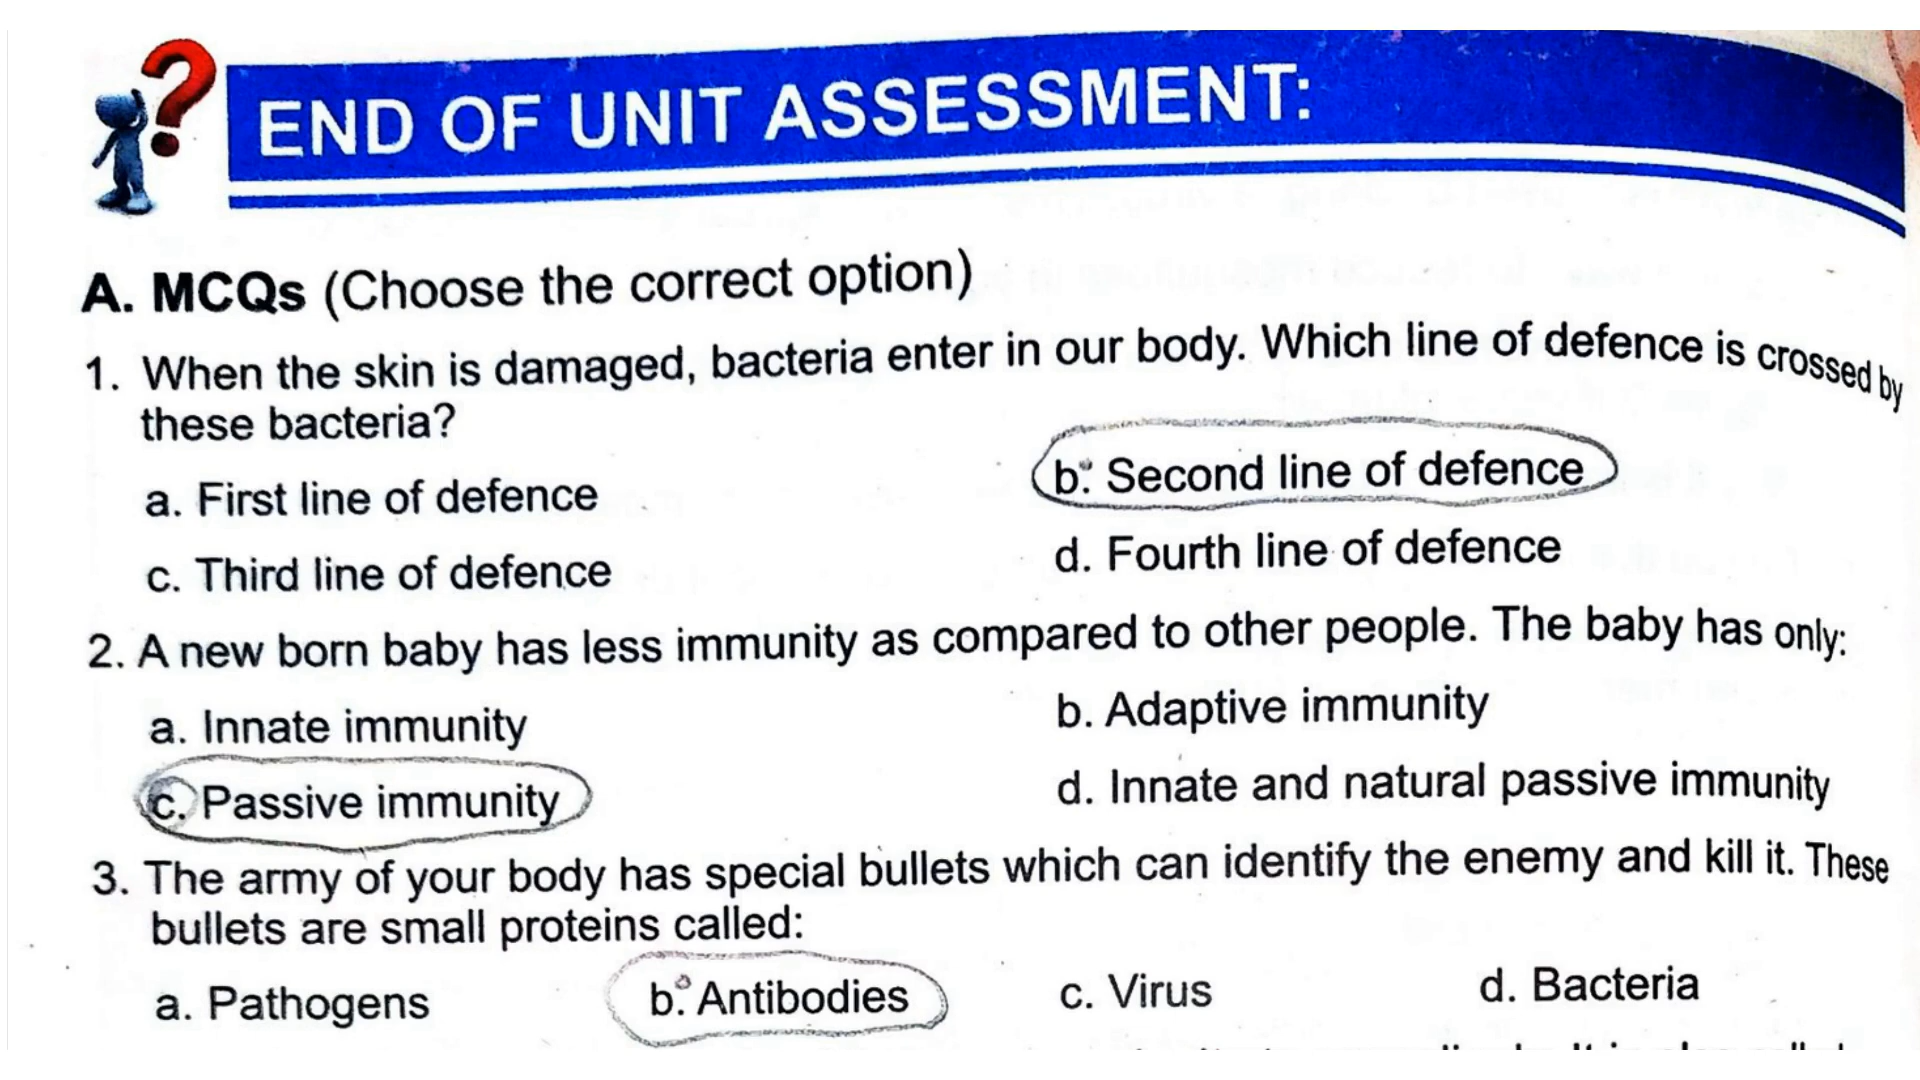 ?
END OF UNIT ASSESSMENT:
A. MCQs (Choose the correct option)
1. When the skin is damaged, bacteria enter in our body. Which line of defence is crossed by
these bacteria?
a. First line of defence
b. Second line of defence
c. Third line of defence
d. Fourth line of defence
2. A new born baby has less immunity as compared to other people. The baby has only:
a. Innate immunity
b. Adaptive immunity
c. Passive immunity
d. Innate and natural passive immunity
3. The army of your body has special bullets which can identify the enemy and kill it. These
bullets are small proteins called:
a. Pathogens
b. Antibodies
c. Virus
d. Bacteria